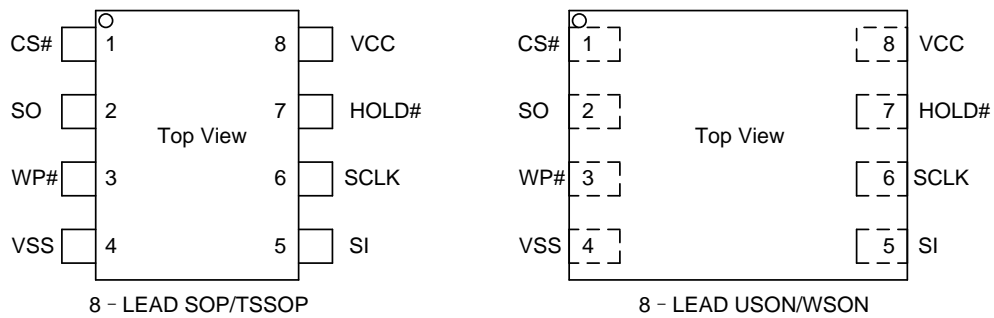 CS# 1 8 VCC
SO 2 7 HOLD#
Top View
WP# 3 6 SCLK
VSS 4 5 SI
8 - LEAD SOP/TSSOP
CS# 1 8 VCC
SO 2 7 HOLD#
Top View
WP# 3 6 SCLK
VSS 4 5 SI
8 - LEAD USON/WSON